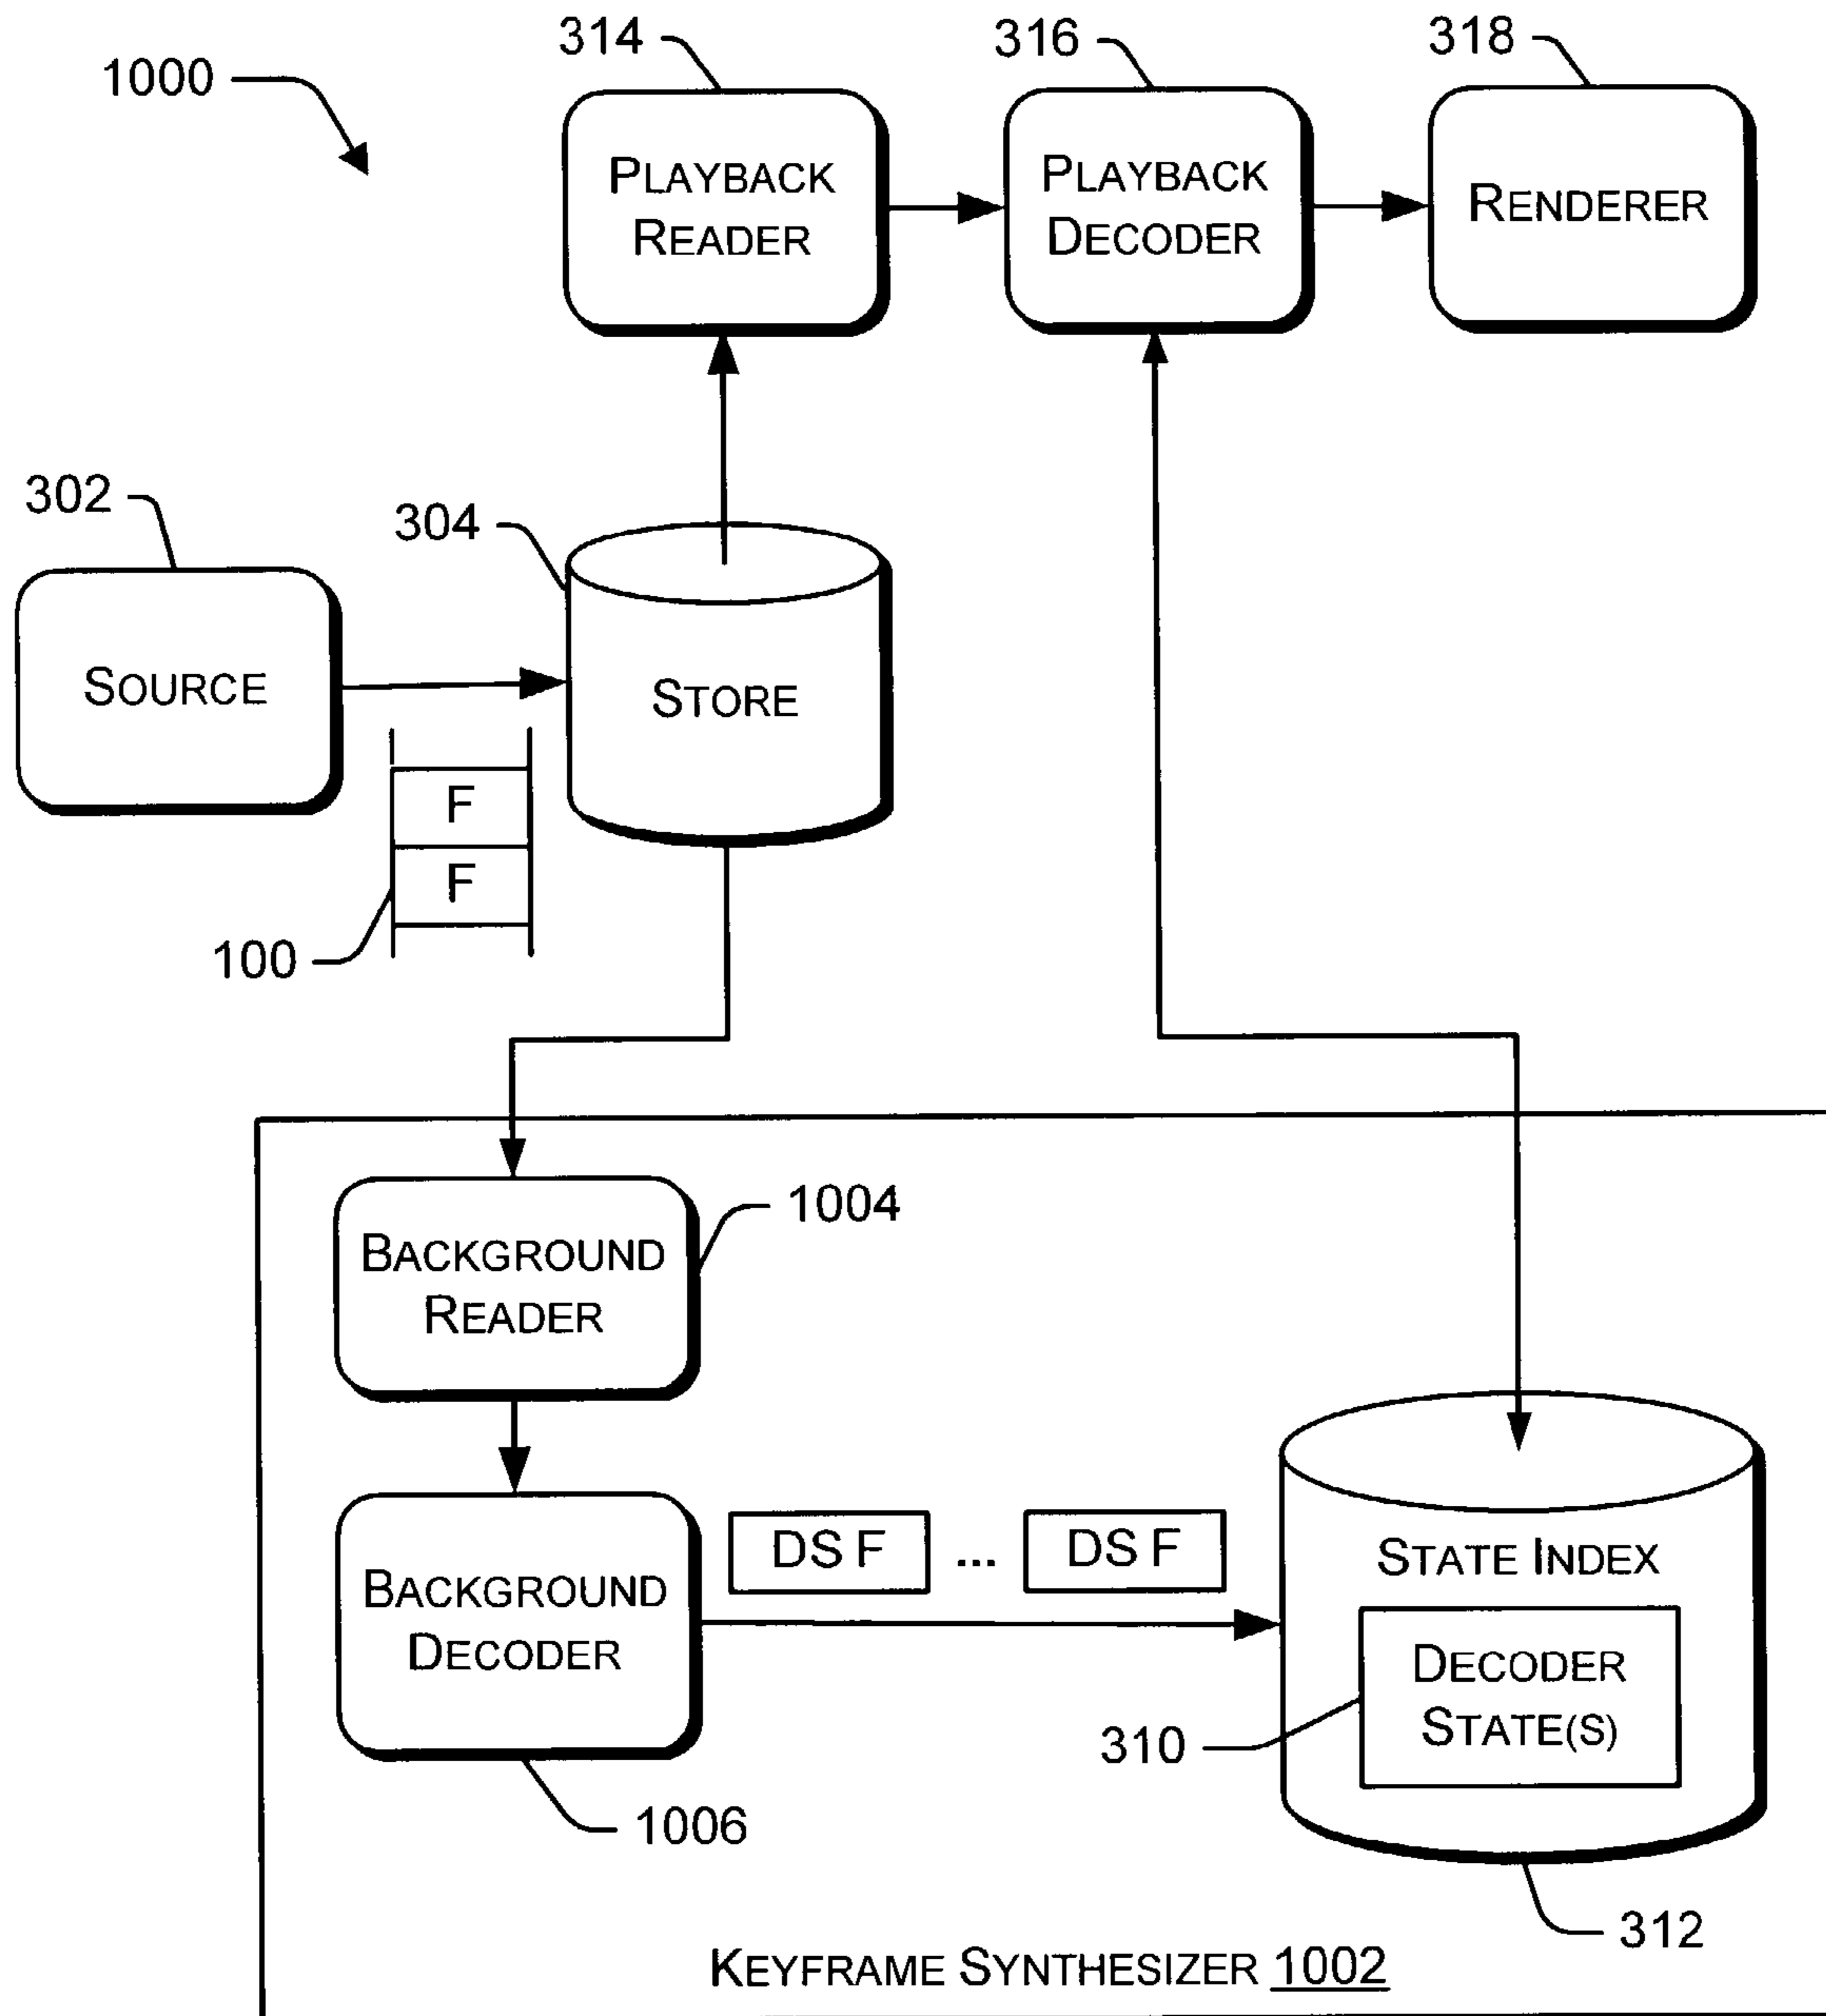 314
316
318
1000
PLAYBACK
READER
PLAYBACK
DECODER
RENDERER
302
304
SOURCE
STORE
F
F
100
1004
BACKGROUND
READER
BACKGROUND
DECODER
DS F ... DS F
STATE INDEX
DECODER
STATE(S)
310
1006
312
KEYFRAME SYNTHESIZER 1002